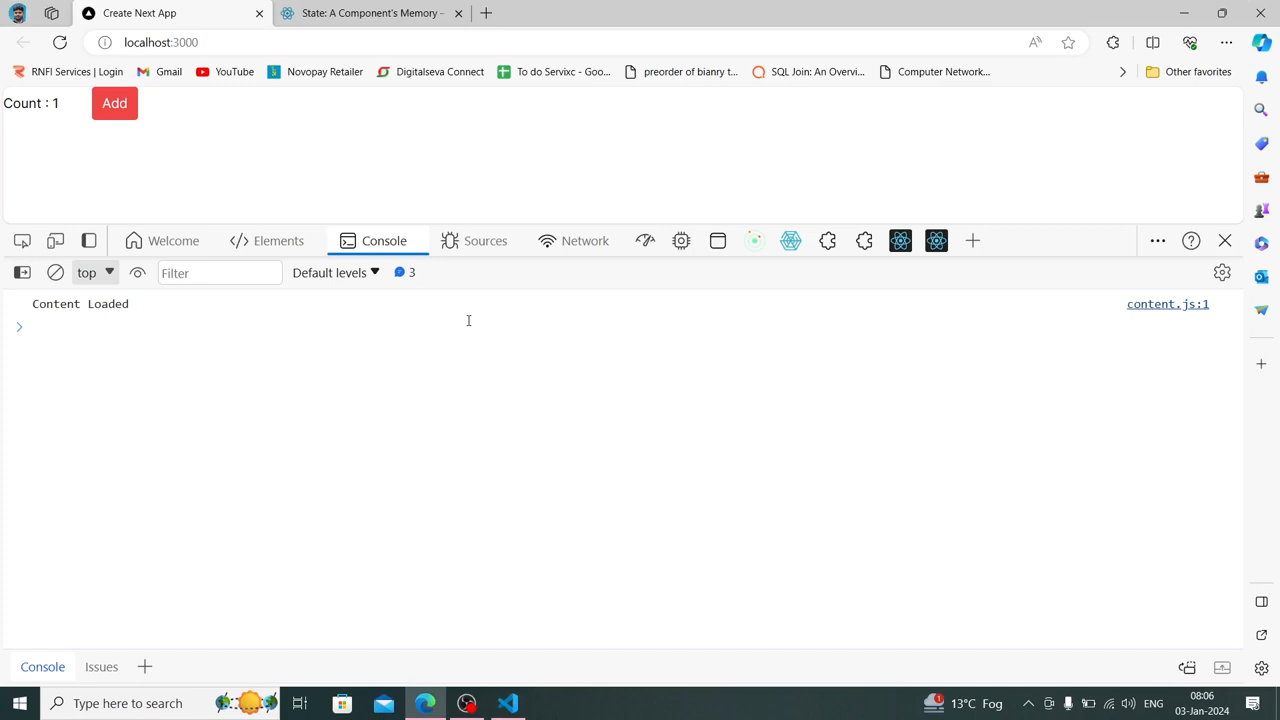 Create Next App
State: A Component's Memory –
localhost:3000
RNFI Services | Login
Gmail
YouTube
Novopay Retailer
Digitalseva Connect
To do Servixc - Goo...
preorder of bianry t...
SQL Join: An Overvi...
Computer Network...
Other favorites
Count : 1
Add
Welcome
Elements
Console
Sources
Network
top
Filter
Default levels
3
Content Loaded
content.js:1
Console
Issues
Type here to search
1
13°C Fog
ENG
08:06
03-Jan-2024